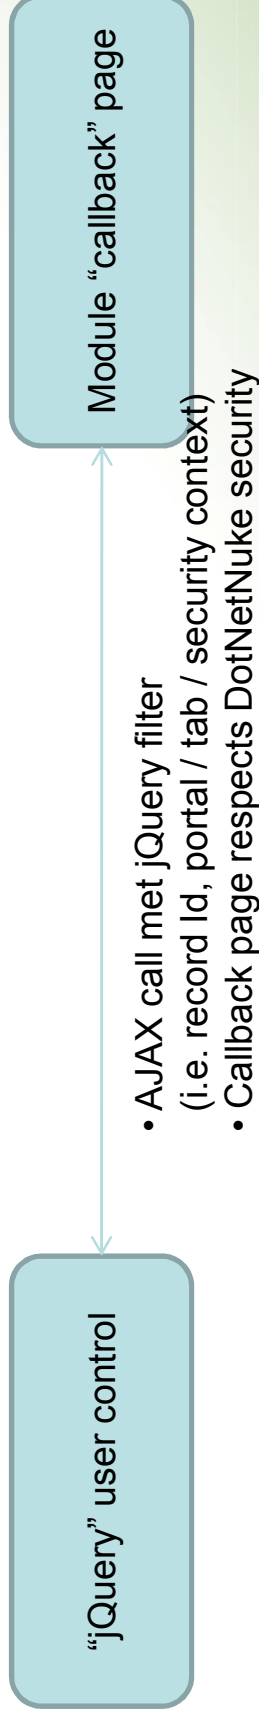 “jQuery” user control
Module “callback” page
• AJAX call met jQuery filter
(i.e. record Id, portal / tab / security context)
• Callback page respects DotNetNuke security